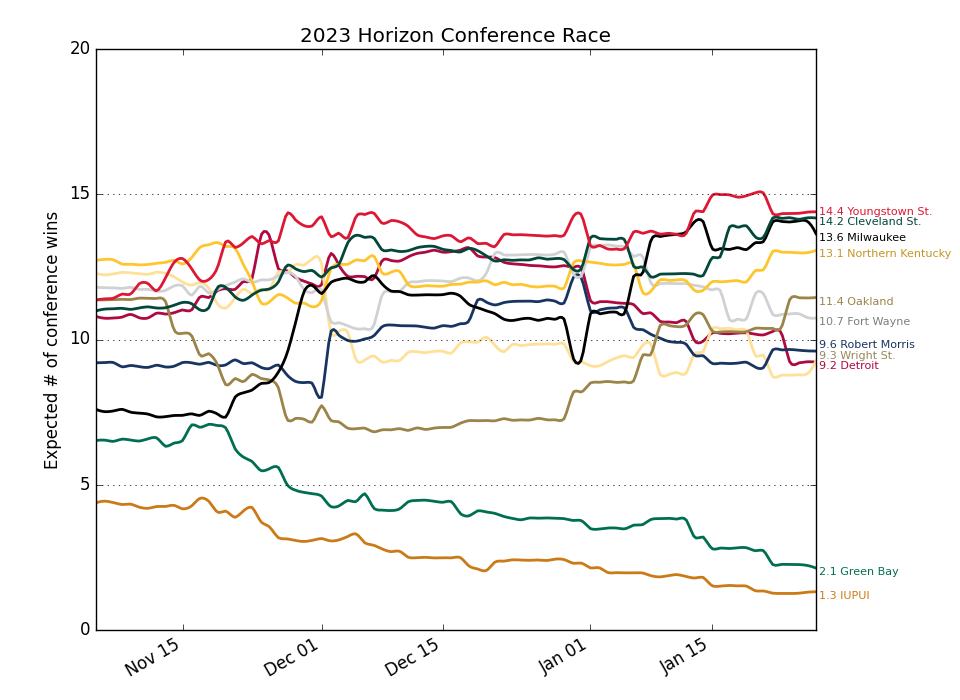 2023 Horizon Conference Race
Expected # of conference wins
20
15
10
5
0
14.4 Youngstown St.
14.2 Cleveland St.
13.6 Milwaukee
13.1 Northern Kentucky
11.4 Oakland
10.7 Fort Wayne
9.6 Robert Morris
9.3 Wright St.
9.2 Detroit
2.1 Green Bay
1.3 IUPUI
Nov 15
Dec 01
Dec 15
Jan 01
Jan 15